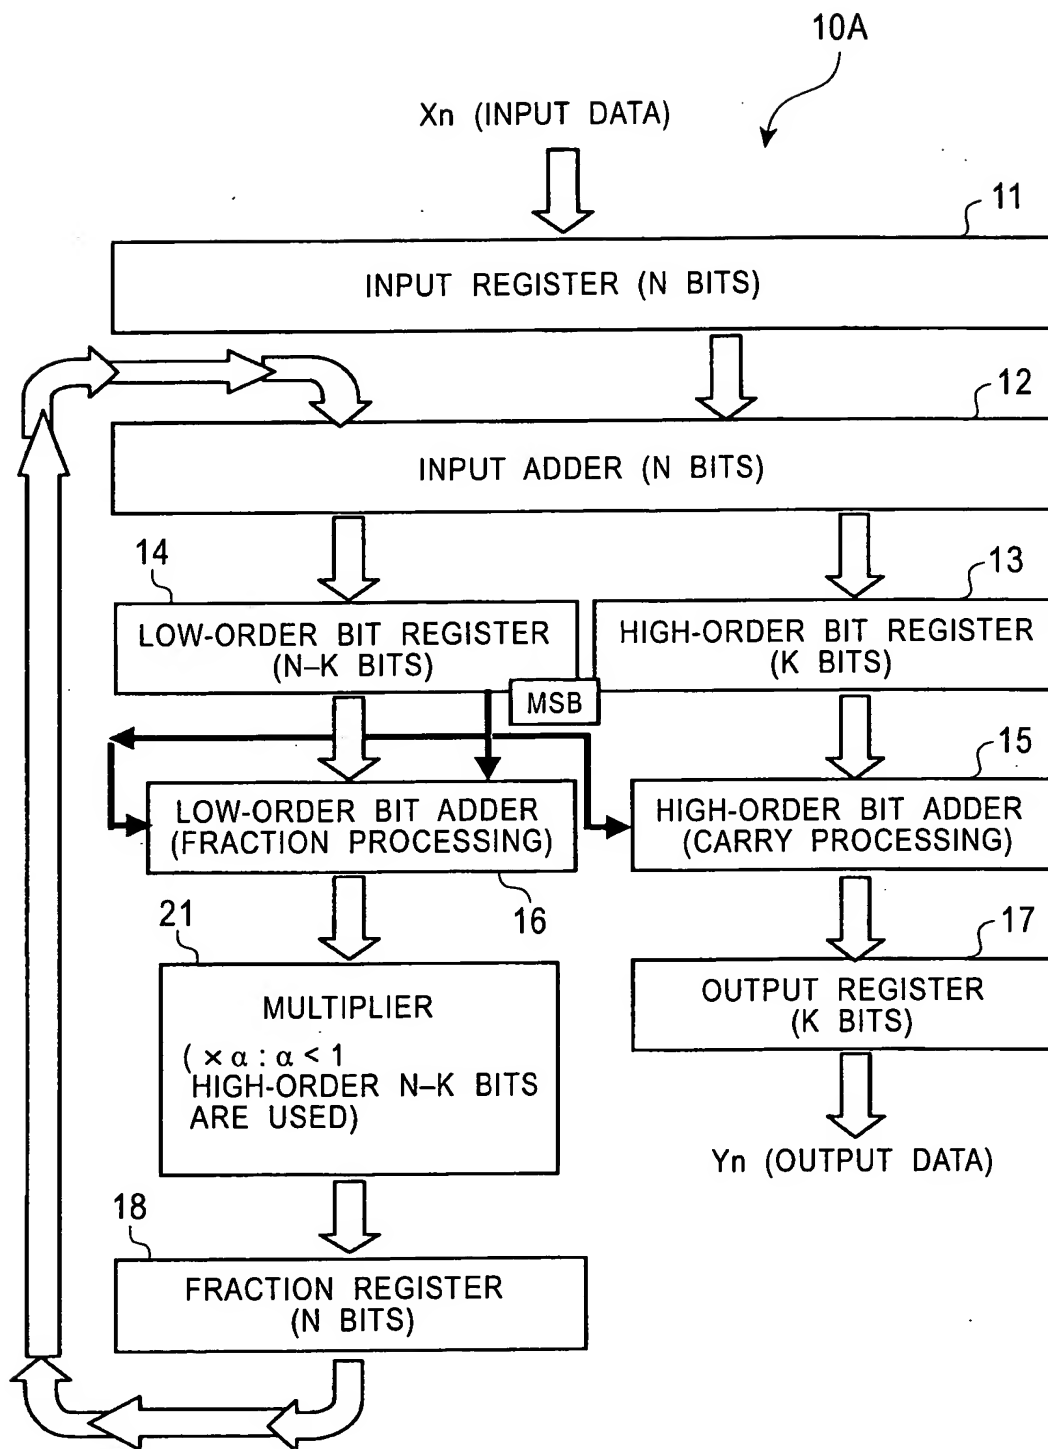 10A
Xn (INPUT DATA)
11
INPUT REGISTER (N BITS)
12
INPUT ADDER (N BITS)
14
13
LOW-ORDER BIT REGISTER
(N–K BITS)
HIGH-ORDER BIT REGISTER
(K BITS)
MSB
15
LOW-ORDER BIT ADDER
(FRACTION PROCESSING)
HIGH-ORDER BIT ADDER
(CARRY PROCESSING)
16
21
17
MULTIPLIER
( × α : α < 1
HIGH-ORDER N–K BITS
ARE USED)
OUTPUT REGISTER
(K BITS)
Yn (OUTPUT DATA)
18
FRACTION REGISTER
(N BITS)